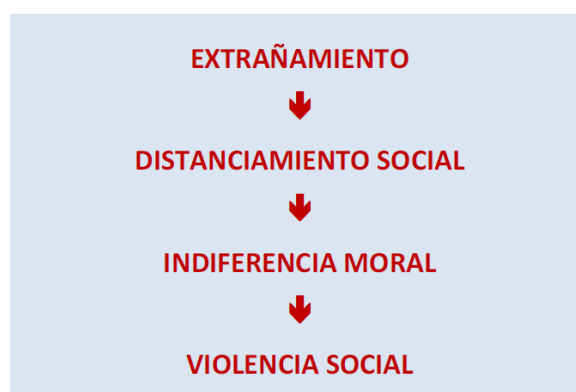 EXTRAÑAMIENTO
DISTANCIAMIENTO SOCIAL
INDIFERENCIA MORAL
VIOLENCIA SOCIAL